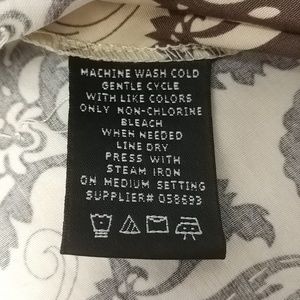 MACHINE WASH COLD
GENTLE CYCLE
WITH LIKE COLORS
ONLY NON-CHLORINE
BLEACH
WHEN NEEDED
LINE DRY
PRESS WITH
STEAM IRON
ON MEDIUM SETTING
SUPPLIER# 058693